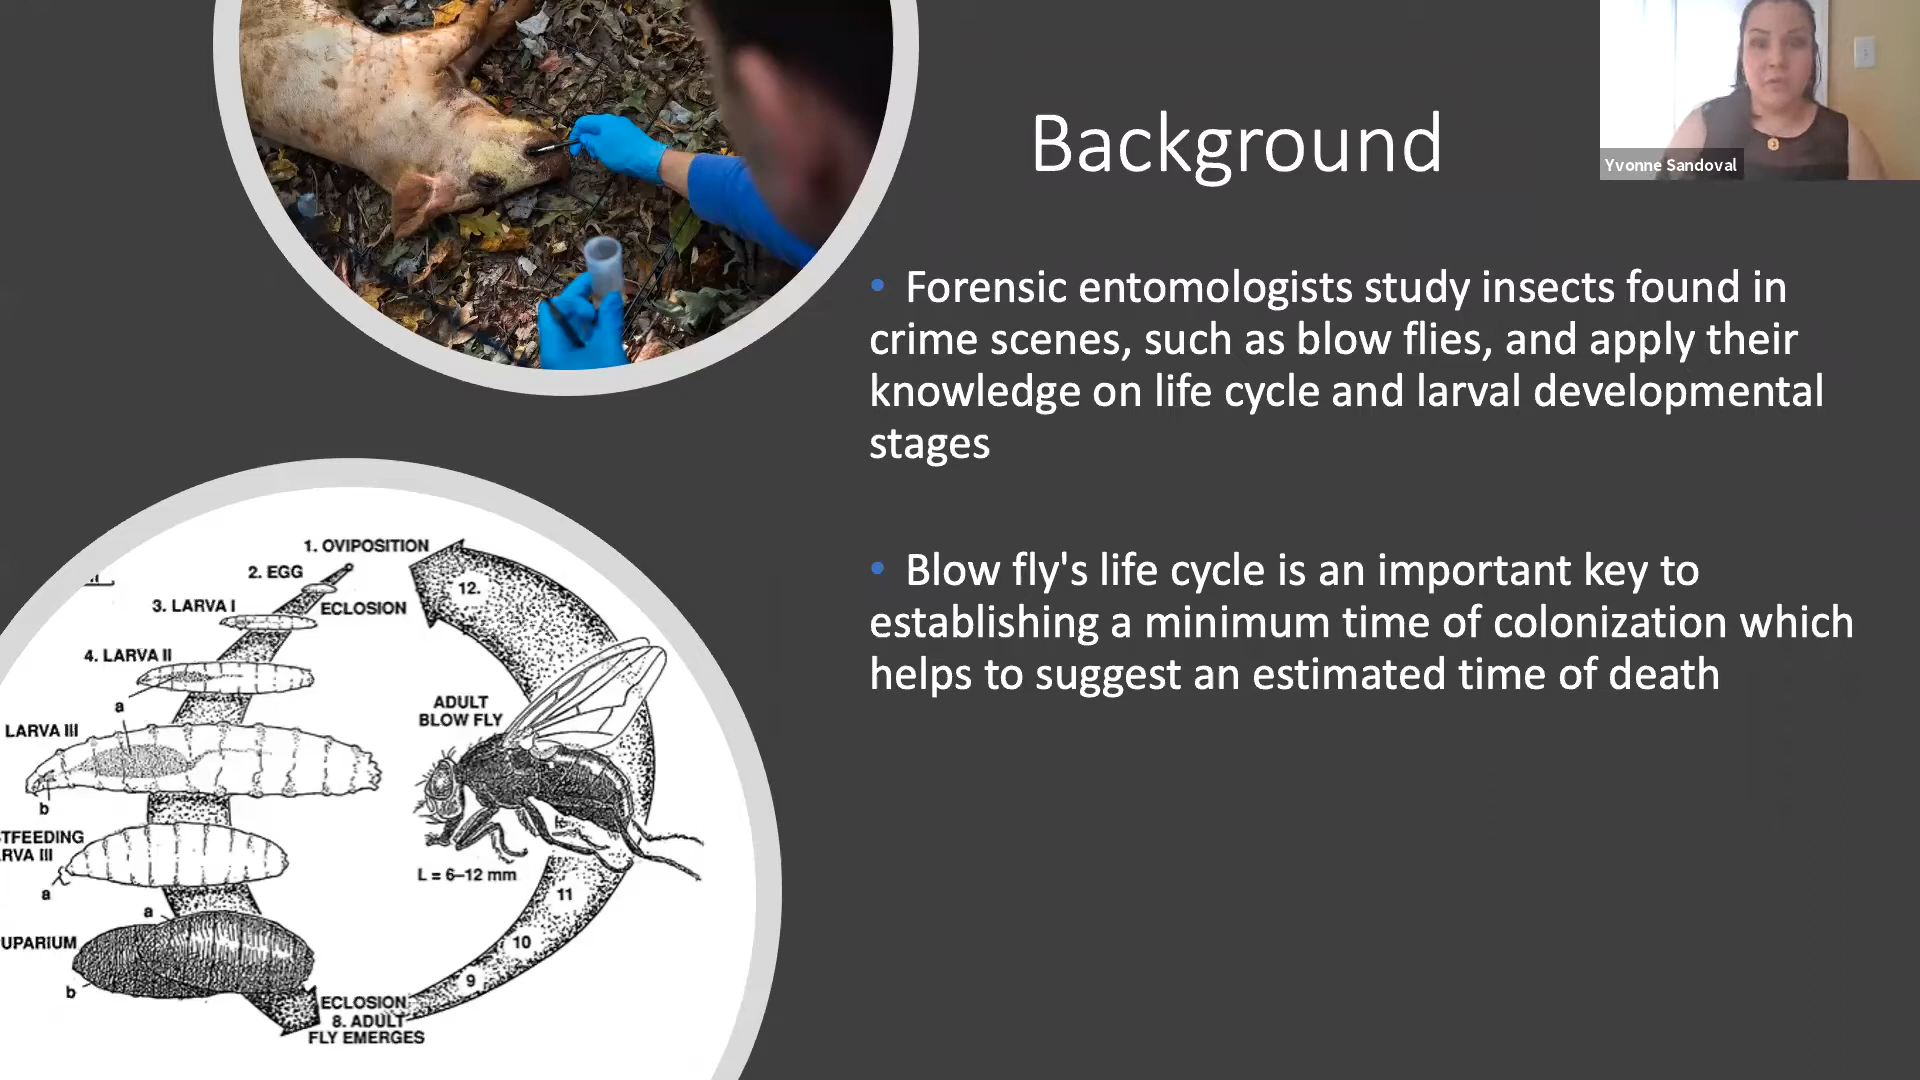 Background
Yvonne Sandoval
• Forensic entomologists study insects found in
crime scenes, such as blow flies, and apply their
knowledge on life cycle and larval developmental
stages
• Blow fly's life cycle is an important key to
establishing a minimum time of colonization which
helps to suggest an estimated time of death
1. OVIPOSITION
2. EGG
ECLOSION
3. LARVA I
4. LARVA II
a
LARVA III
b
TFEEDING
RVA III
a
a
UPARIUM
b
ECLOSION
8. ADULT
FLY EMERGES
9
10
11
12.
ADULT
BLOW FLY
L = 6–12 mm